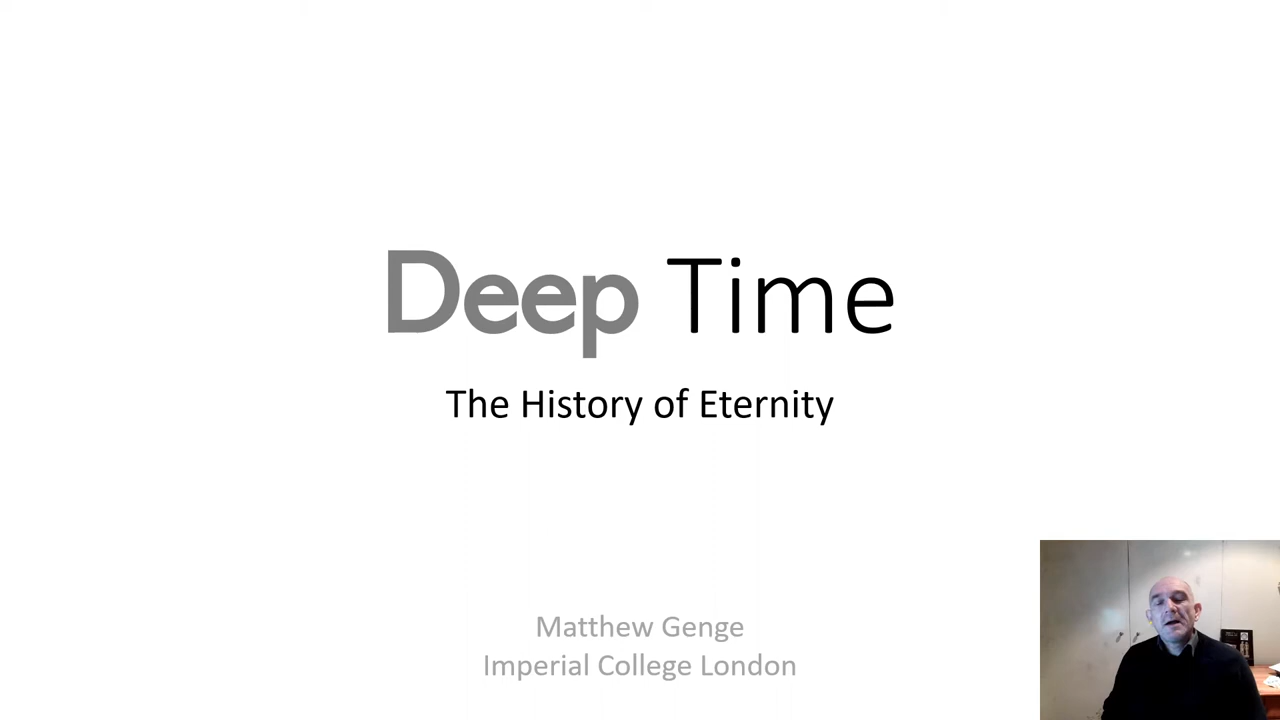 Deep Time
The History of Eternity
Matthew Genge
Imperial College London